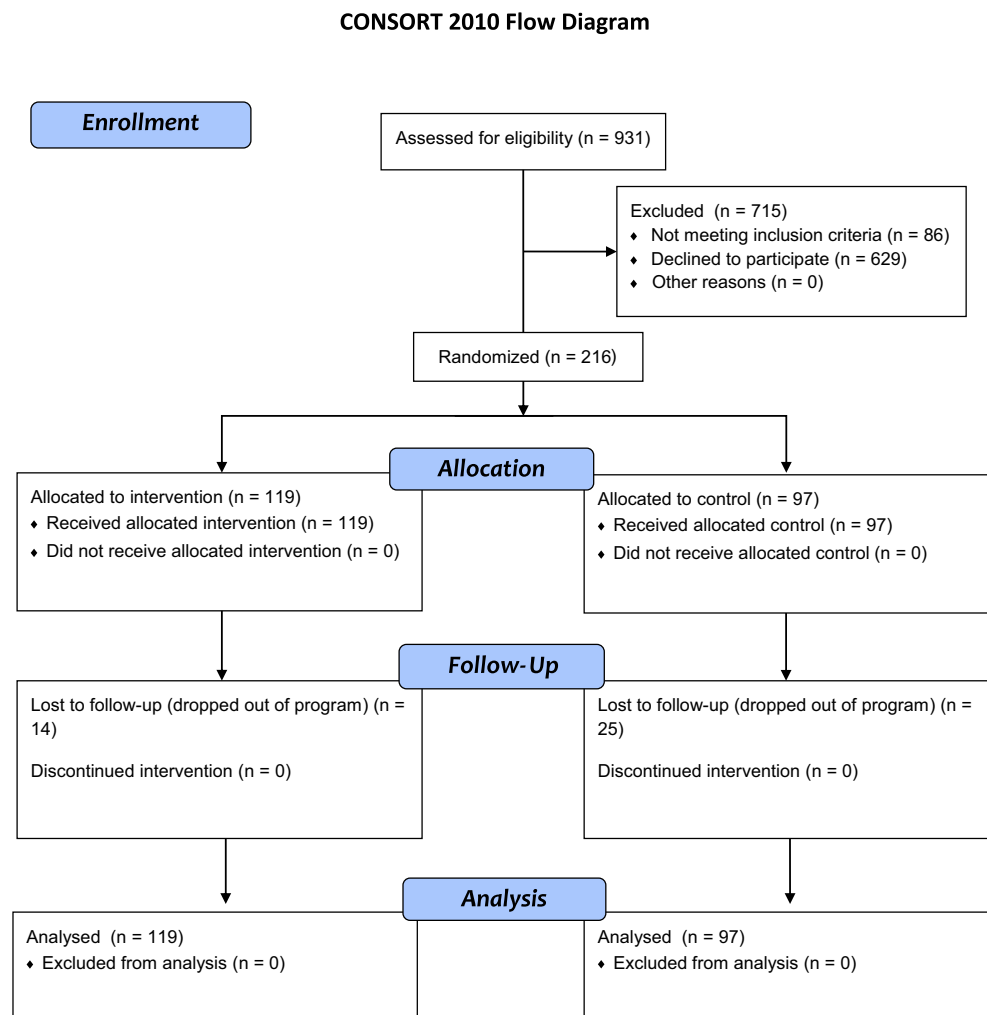 CONSORT 2010 Flow Diagram
Enrollment
Assessed for eligibility (n = 931)
Excluded (n = 715)
♦ Not meeting inclusion criteria (n = 86)
♦ Declined to participate (n = 629)
♦ Other reasons (n = 0)
Randomized (n = 216)
Allocation
Allocated to intervention (n = 119)
♦ Received allocated intervention (n = 119)
♦ Did not receive allocated intervention (n = 0)
Allocated to control (n = 97)
♦ Received allocated control (n = 97)
♦ Did not receive allocated control (n = 0)
Follow-Up
Lost to follow-up (dropped out of program) (n =
14)
Discontinued intervention (n = 0)
Lost to follow-up (dropped out of program) (n =
25)
Discontinued intervention (n = 0)
Analysis
Analysed (n = 119)
♦ Excluded from analysis (n = 0)
Analysed (n = 97)
♦ Excluded from analysis (n = 0)